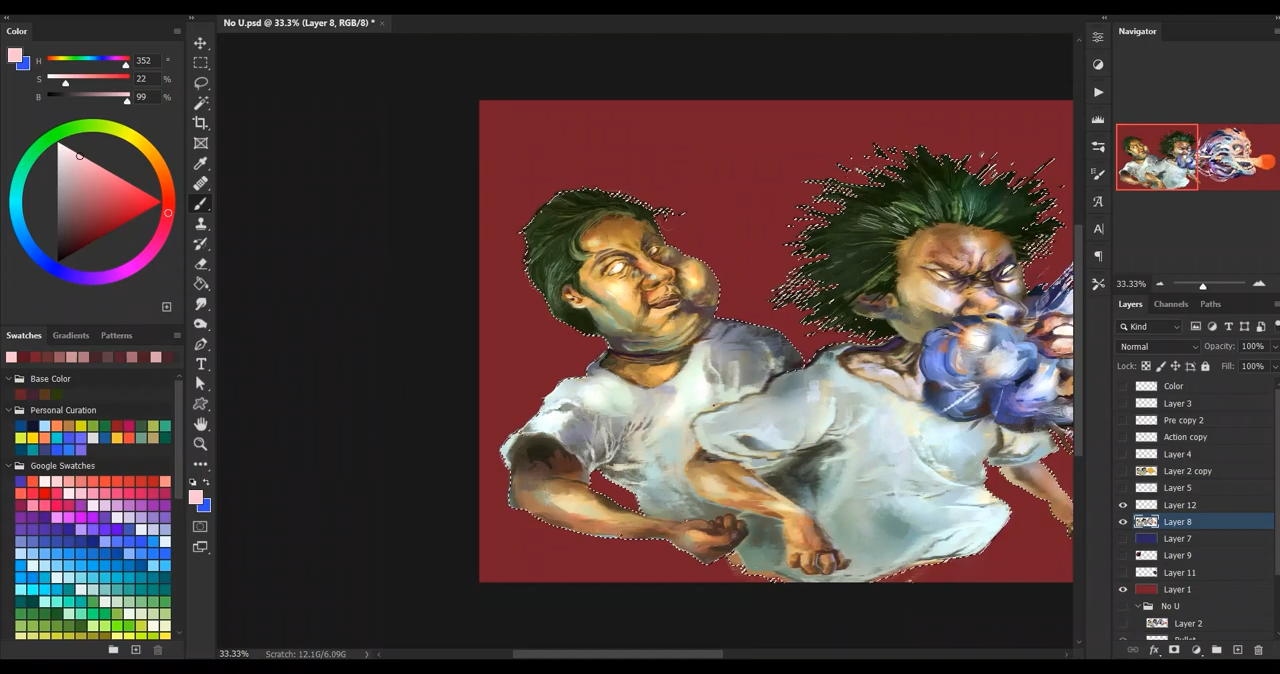 No U.psd @ 33.3% (Layer 8, RGB/8) * ×
Color
Navigator
H 352 °
S 22 %
B 99 %
33.33%
Layers Channels Paths
Swatches Gradients Patterns
Kind
Normal Opacity: 100%
Lock: Fill: 100%
Base Color
Personal Curation
Google Swatches
Color
Layer 3
Pre copy 2
Action copy
Layer 4
Layer 2 copy
Layer 5
Layer 12
Layer 8
Layer 7
Layer 9
Layer 11
Layer 1
No U
Layer 2
33.33% Scratch: 12.1G/6.09G